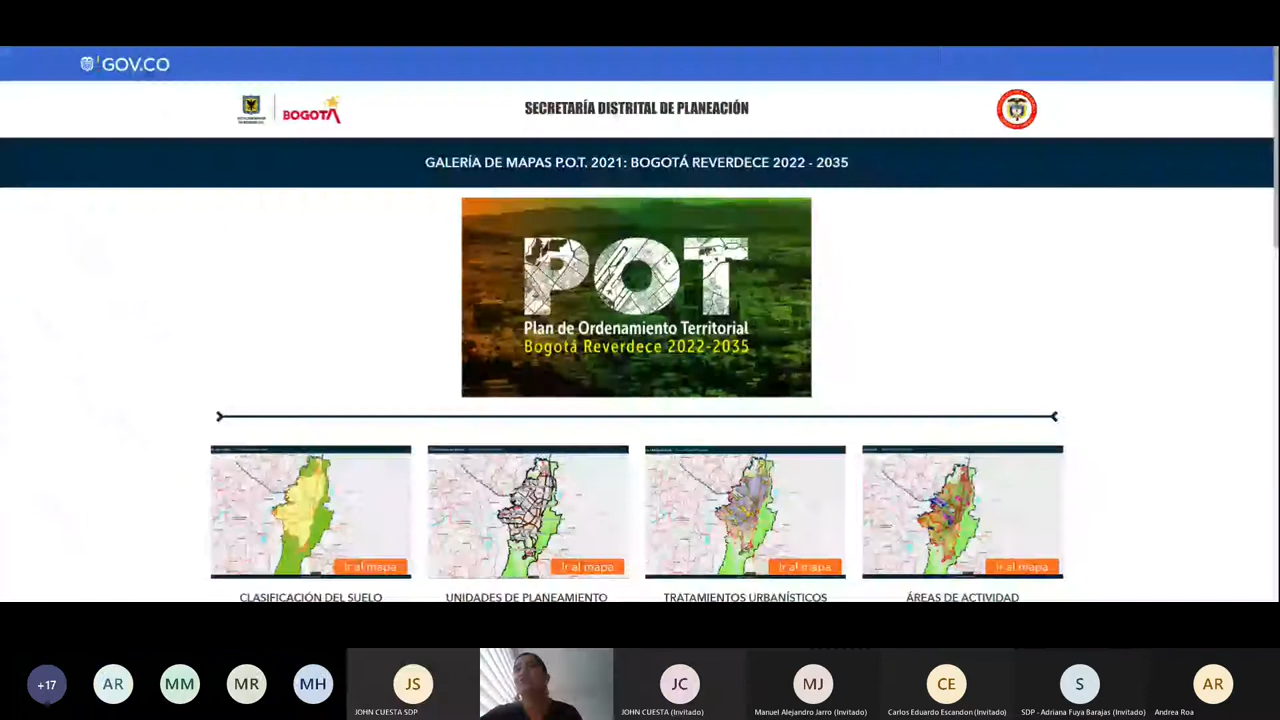 GOV.CO
BOGOTÁ
SECRETARÍA DISTRITAL DE PLANEACIÓN
GALERÍA DE MAPAS P.O.T. 2021: BOGOTÁ REVERDECE 2022 - 2035
POT
Plan de Ordenamiento Territorial
Bogotá Reverdece 2022-2035
Ir al mapa
Ir al mapa
Ir al mapa
Ir al mapa
CLASIFICACIÓN DEL SUELO
UNIDADES DE PLANEAMIENTO
TRATAMIENTOS URBANÍSTICOS
ÁREAS DE ACTIVIDAD
+17
AR
MM
MR
MH
JS
JC
MJ
CE
S
AR
JOHN CUESTA SDP
JOHN CUESTA (Invitado)
Manuel Alejandro Jarro (Invitado)
Carlos Eduardo Escandon (Invitado)
SDP - Adriana Fuya Barajas (Invitado)
Andrea Roa